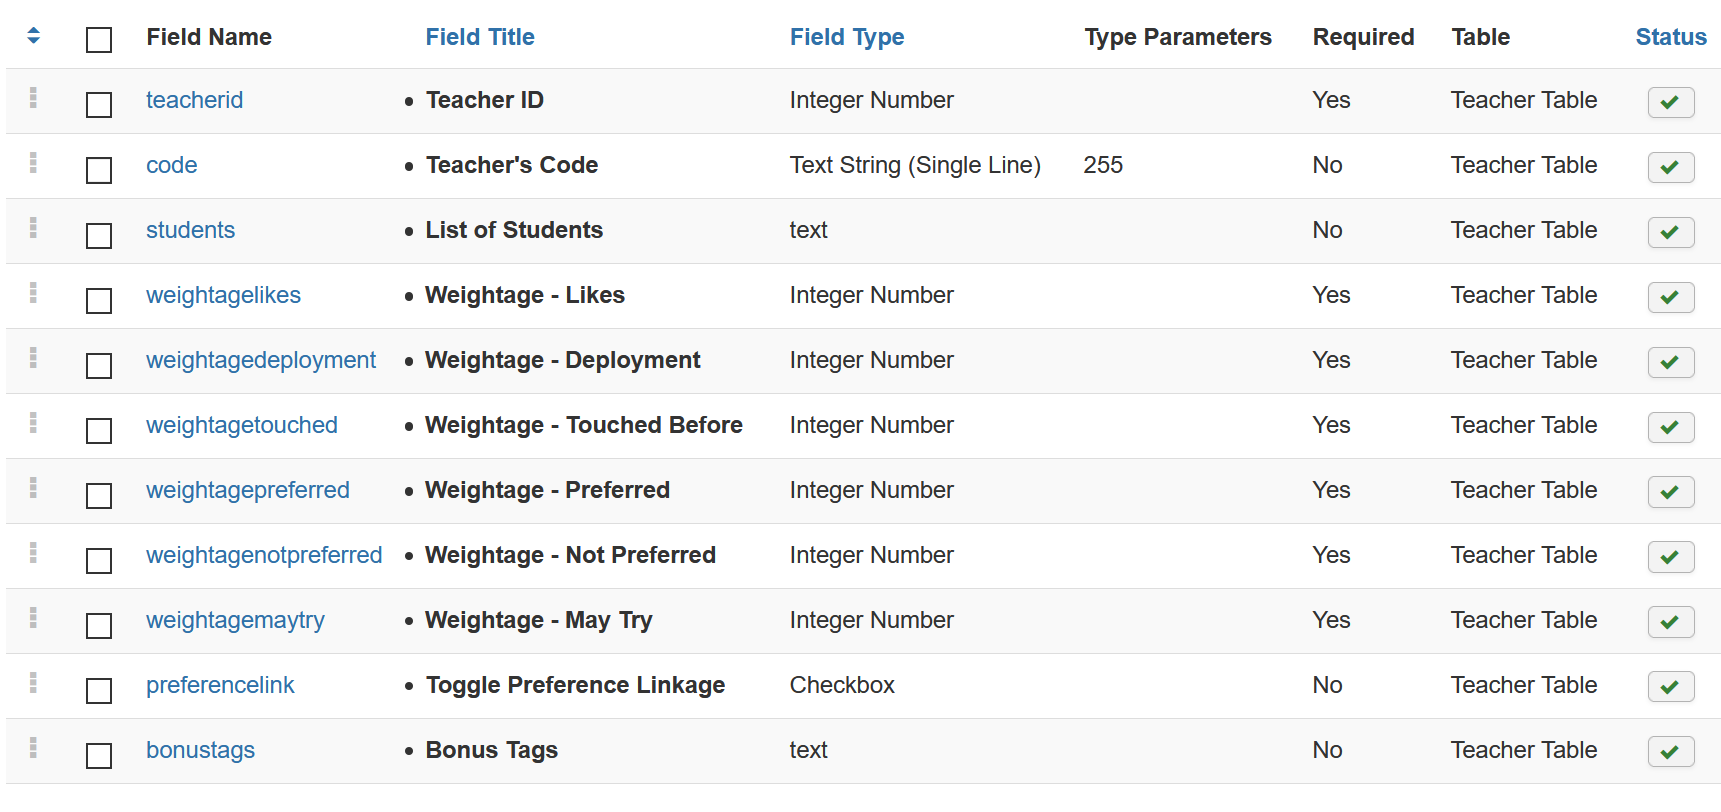 Field Name Field Title Field Type Type Parameters Required Table Status
teacherid • Teacher ID Integer Number Yes Teacher Table
code • Teacher's Code Text String (Single Line) 255 No Teacher Table
students • List of Students text No Teacher Table
weightagelikes • Weightage - Likes Integer Number Yes Teacher Table
weightagedeployment • Weightage - Deployment Integer Number Yes Teacher Table
weightagetouched • Weightage - Touched Before Integer Number Yes Teacher Table
weightagepreferred • Weightage - Preferred Integer Number Yes Teacher Table
weightagenotpreferred • Weightage - Not Preferred Integer Number Yes Teacher Table
weightagemaytry • Weightage - May Try Integer Number Yes Teacher Table
preferencelink • Toggle Preference Linkage Checkbox No Teacher Table
bonustags • Bonus Tags text No Teacher Table